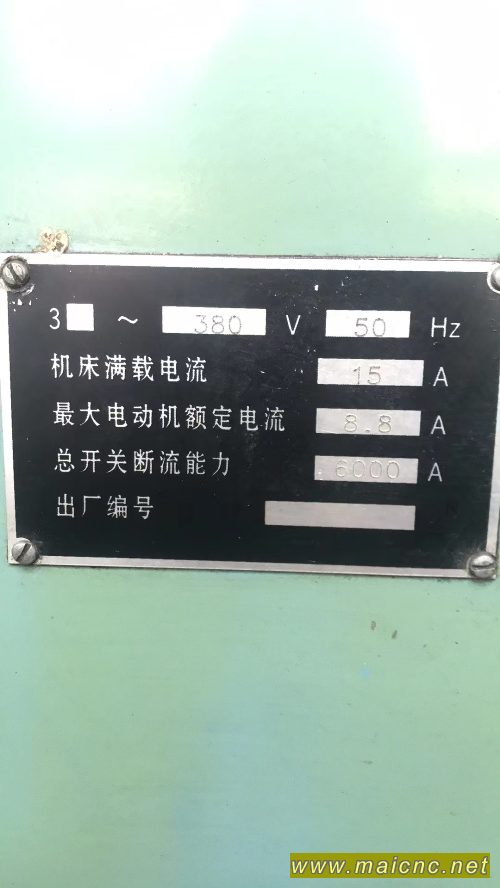 3 ~ 380 V 50 Hz
机床满载电流 15 A
最大电动机额定电流 8.8 A
总开关断流能力 6000 A
出厂编号
www.maicnc.net